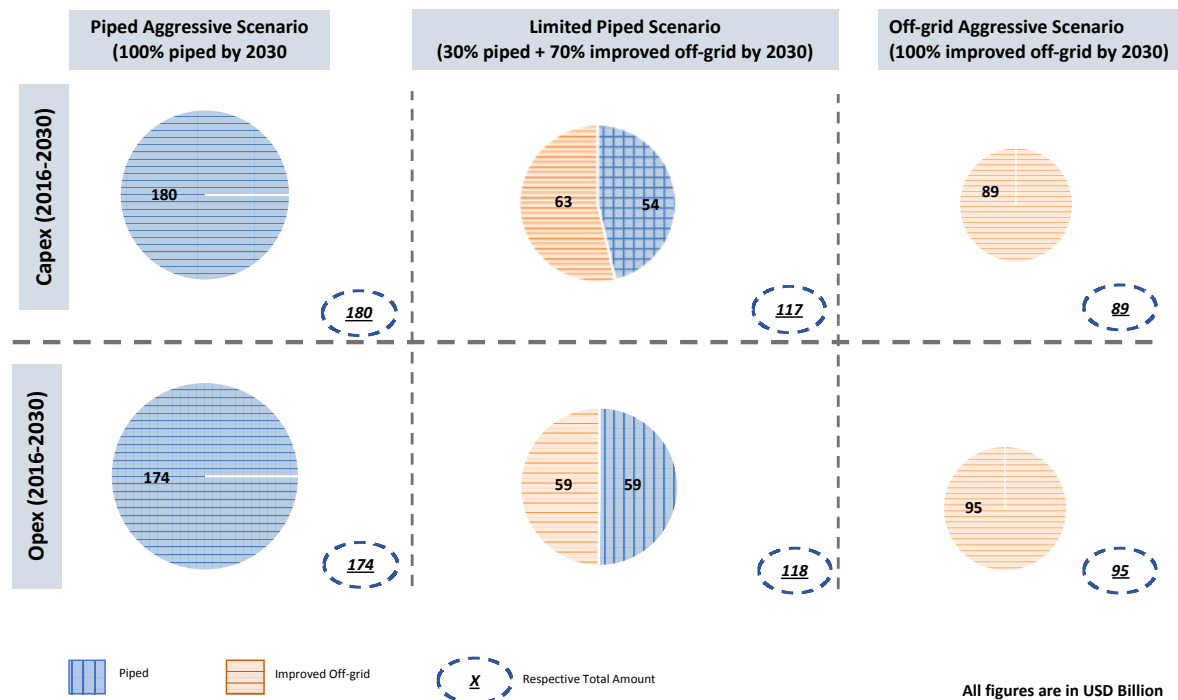 Piped Aggressive Scenario
(100% piped by 2030
Limited Piped Scenario
(30% piped + 70% improved off-grid by 2030)
Off-grid Aggressive Scenario
(100% improved off-grid by 2030)
Capex (2016-2030)
180
180
63
54
117
89
89
Opex (2016-2030)
174
174
59
59
118
95
95
Piped
Improved Off-grid
X
Respective Total Amount
All figures are in USD Billion